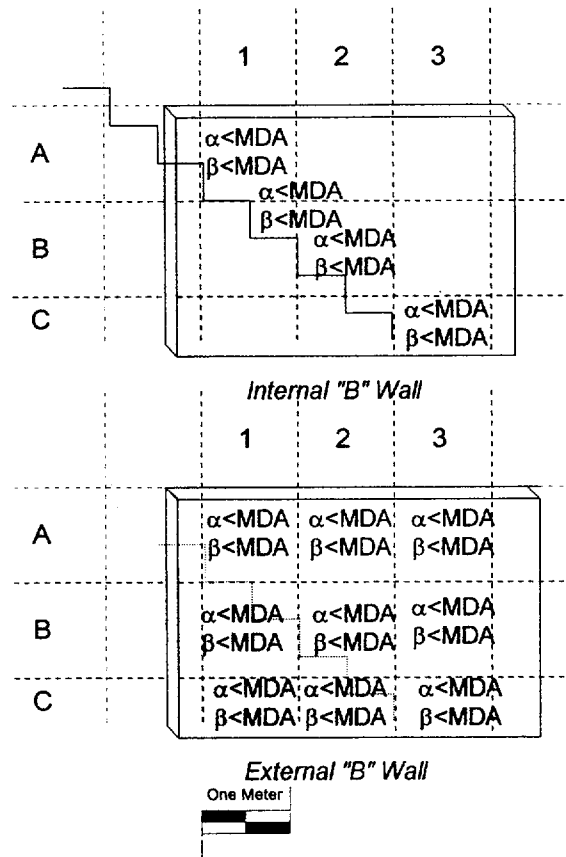 1 2 3
A
α<MDA
β<MDA
α<MDA
β<MDA
B
α<MDA
β<MDA
C
α<MDA
β<MDA
Internal "B" Wall
1 2 3
A
α<MDA α<MDA α<MDA
β<MDA β<MDA β<MDA
B
α<MDA α<MDA α<MDA
β<MDA β<MDA β<MDA
C
α<MDA α<MDA α<MDA
β<MDA β<MDA β<MDA
External "B" Wall
One Meter